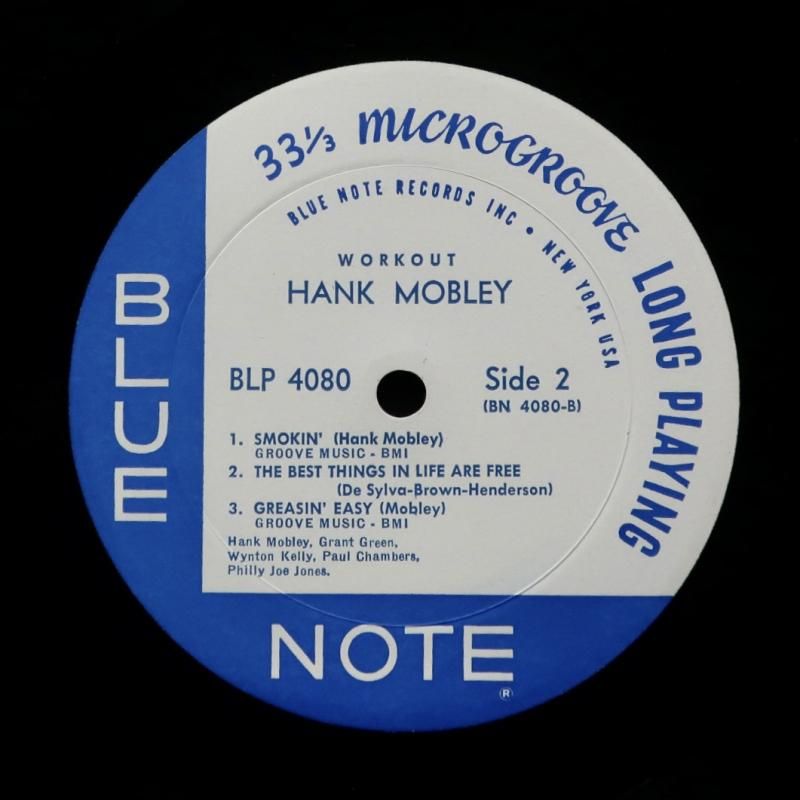 33⅓ MICROGROOVE LONG PLAYING
BLUE NOTE RECORDS INC • NEW YORK USA
WORKOUT
HANK MOBLEY
BLP 4080
Side 2
(BN 4080-B)
1. SMOKIN' (Hank Mobley)
GROOVE MUSIC - BMI
2. THE BEST THINGS IN LIFE ARE FREE
(De Sylva-Brown-Henderson)
3. GREASIN' EASY (Mobley)
GROOVE MUSIC - BMI
Hank Mobley, Grant Green,
Wynton Kelly, Paul Chambers,
Philly Joe Jones.
BLUE
NOTE
®